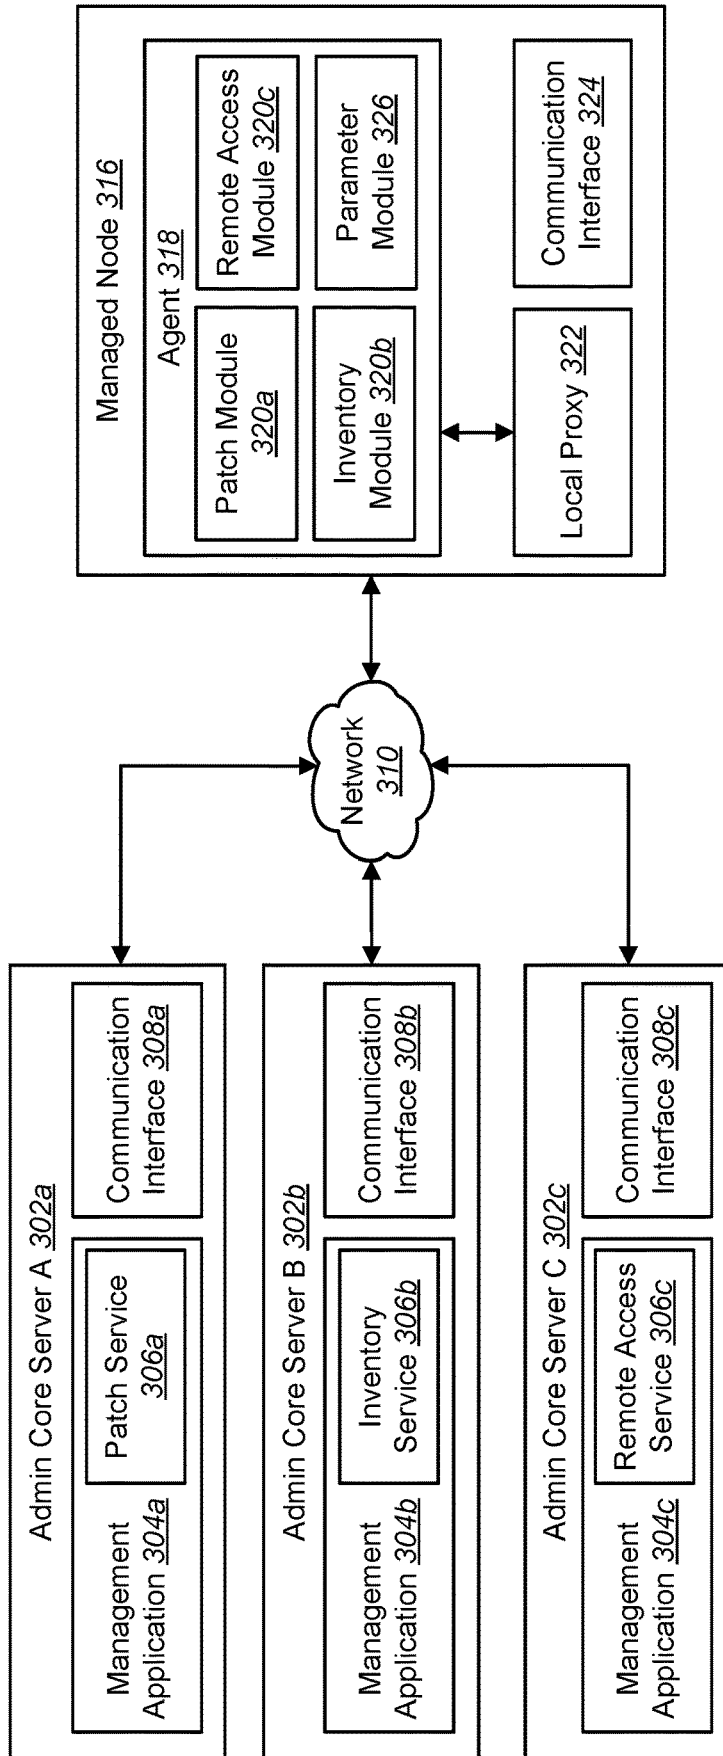 Admin Core Server A 302a
Management
Application 304a
Patch Service
306a
Communication
Interface 308a
Admin Core Server B 302b
Management
Application 304b
Inventory
Service 306b
Communication
Interface 308b
Admin Core Server C 302c
Management
Application 304c
Remote Access
Service 306c
Communication
Interface 308c
Network
310
Managed Node 316
Agent 318
Patch Module
320a
Remote Access
Module 320c
Inventory
Module 320b
Parameter
Module 326
Local Proxy 322
Communication
Interface 324